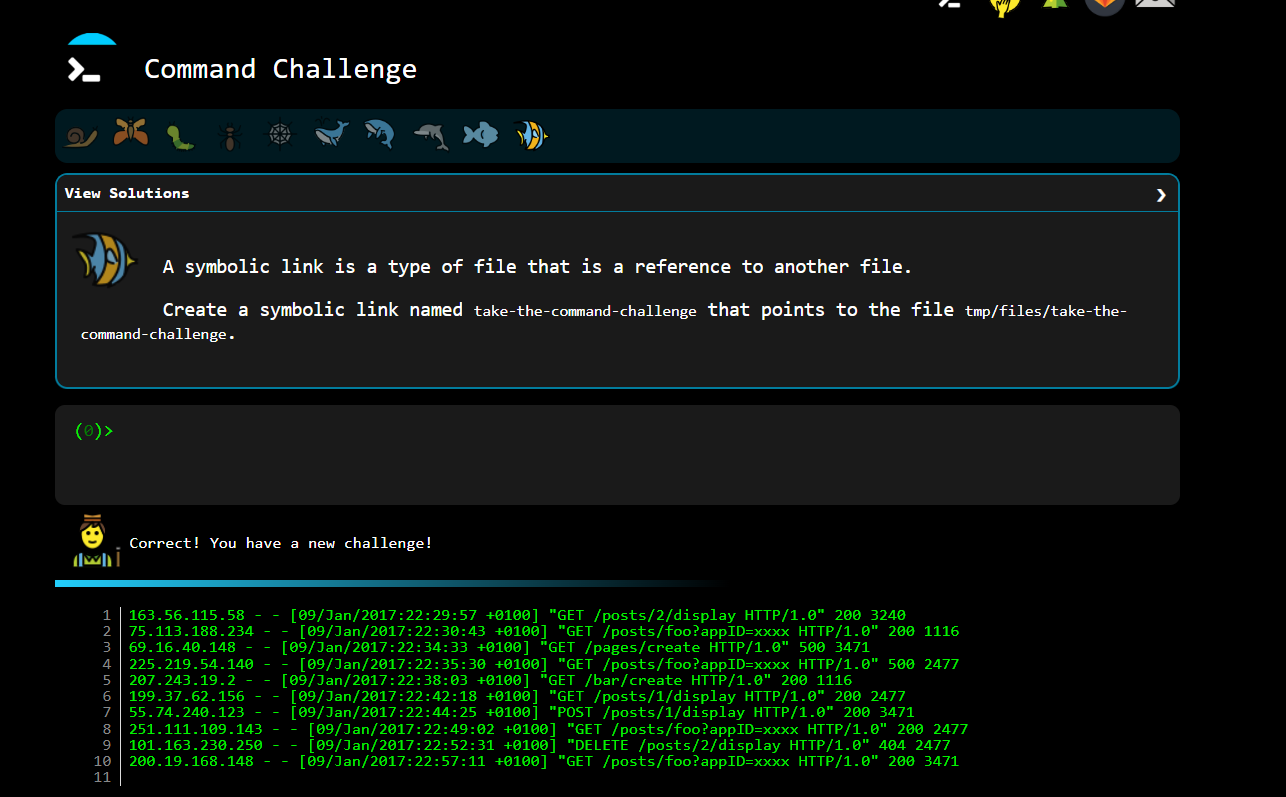 Command Challenge
View Solutions
A symbolic link is a type of file that is a reference to another file.
Create a symbolic link named take-the-command-challenge that points to the file tmp/files/take-the-
command-challenge.
(0)>
Correct! You have a new challenge!
1 163.56.115.58 - - [09/Jan/2017:22:29:57 +0100] "GET /posts/2/display HTTP/1.0" 200 3240
2 75.113.188.234 - - [09/Jan/2017:22:30:43 +0100] "GET /posts/foo?appID=xxxx HTTP/1.0" 200 1116
3 69.16.40.148 - - [09/Jan/2017:22:34:33 +0100] "GET /pages/create HTTP/1.0" 500 3471
4 225.219.54.140 - - [09/Jan/2017:22:35:30 +0100] "GET /posts/foo?appID=xxxx HTTP/1.0" 500 2477
5 207.243.19.2 - - [09/Jan/2017:22:38:03 +0100] "GET /bar/create HTTP/1.0" 200 1116
6 199.37.62.156 - - [09/Jan/2017:22:42:18 +0100] "GET /posts/1/display HTTP/1.0" 200 2477
7 55.74.240.123 - - [09/Jan/2017:22:44:25 +0100] "POST /posts/1/display HTTP/1.0" 200 3471
8 251.111.109.143 - - [09/Jan/2017:22:49:02 +0100] "GET /posts/foo?appID=xxxx HTTP/1.0" 200 2477
9 101.163.230.250 - - [09/Jan/2017:22:52:31 +0100] "DELETE /posts/2/display HTTP/1.0" 404 2477
10 200.19.168.148 - - [09/Jan/2017:22:57:11 +0100] "GET /posts/foo?appID=xxxx HTTP/1.0" 200 3471
11